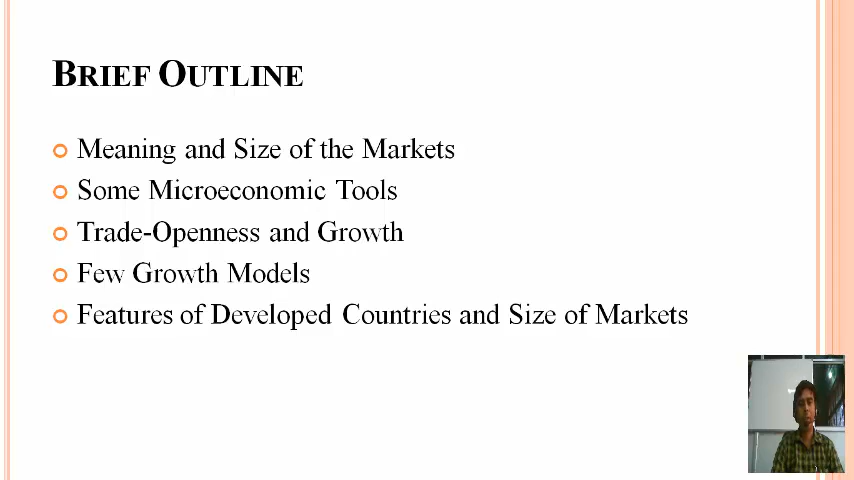 BRIEF OUTLINE
Meaning and Size of the Markets
Some Microeconomic Tools
Trade-Openness and Growth
Few Growth Models
Features of Developed Countries and Size of Markets